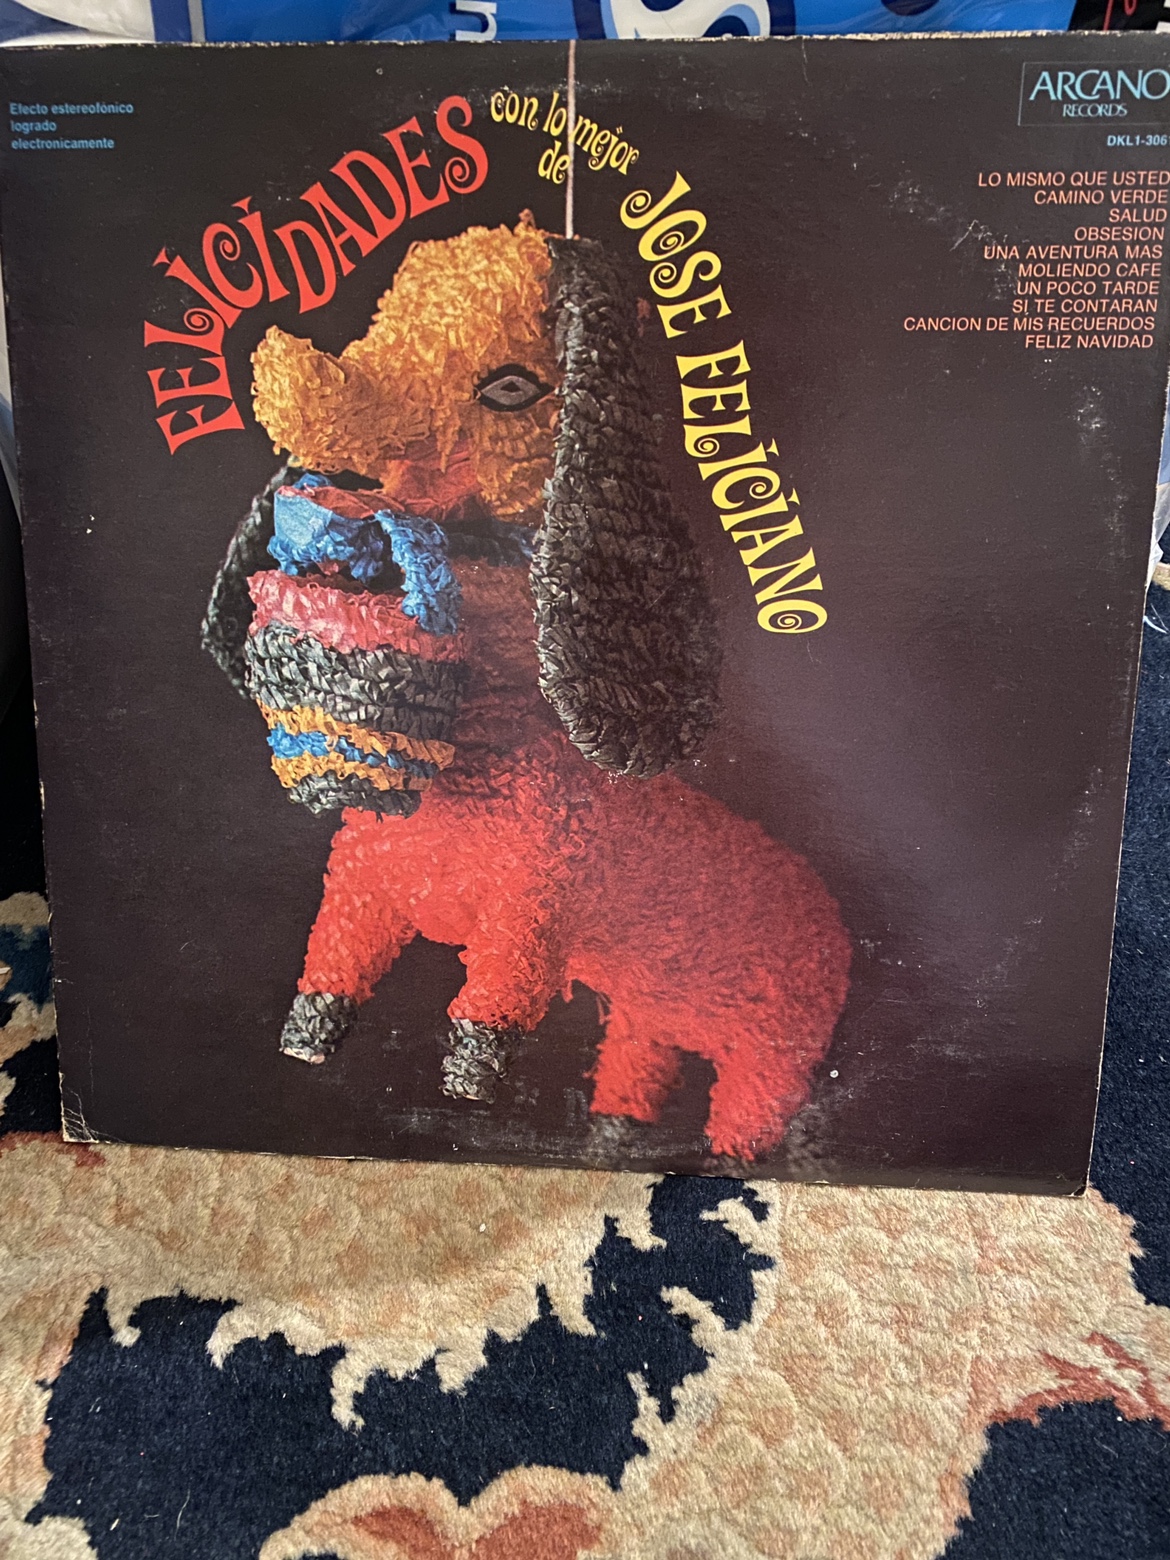 Efecto estereofónico
logrado
electronicamente
FELICIDADES
con lo mejor
de
JOSE FELICIANO
ARCANO
RECORDS
DKL1-306
LO MISMO QUE USTED
CAMINO VERDE
SALUD
OBSESION
UNA AVENTURA MAS
MOLIENDO CAFE
UN POCO TARDE
SI TE CONTARAN
CANCION DE MIS RECUERDOS
FELIZ NAVIDAD